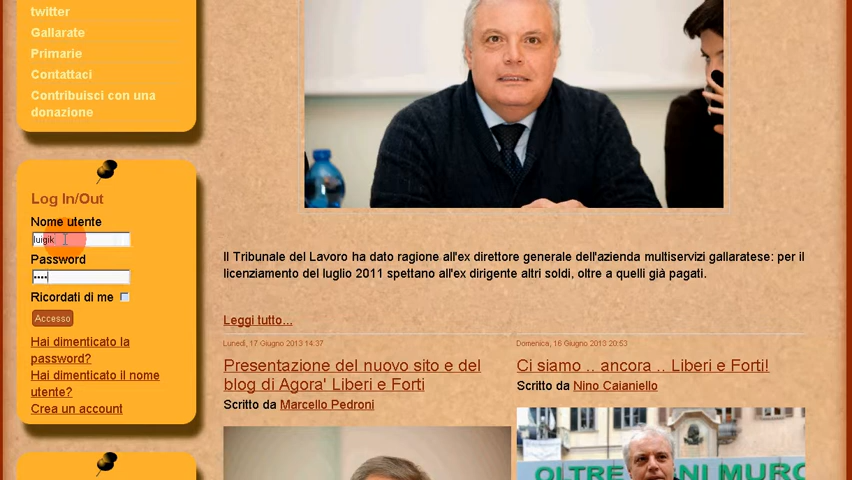 twitter
Gallarate
Primarie
Contattaci
Contribuisci con una
donazione
Log In/Out
Nome utente
luigik
Password
••••
Ricordati di me
Accesso
Hai dimenticato la
password?
Hai dimenticato il nome
utente?
Crea un account
Il Tribunale del Lavoro ha dato ragione all'ex direttore generale dell'azienda multiservizi gallaratese: per il
licenziamento del luglio 2011 spettano all'ex dirigente altri soldi, oltre a quelli già pagati.
Leggi tutto...
Lunedì, 17 Giugno 2013 14:37
Presentazione del nuovo sito e del
blog di Agora' Liberi e Forti
Scritto da Marcello Pedroni
Domenica, 16 Giugno 2013 20:53
Ci siamo .. ancora .. Liberi e Forti!
Scritto da Nino Caianiello
OLTRE OGNI MURO